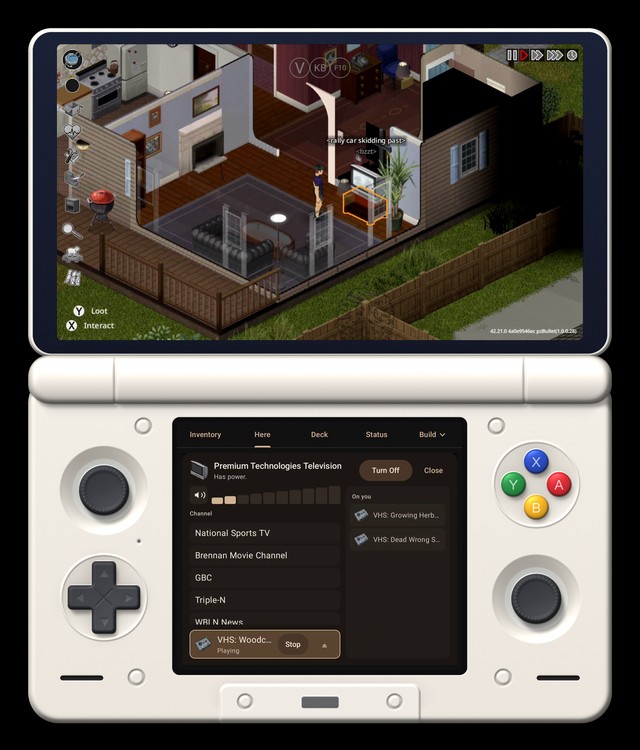 V KB F10
<rally car skidding past>
<bzzt>
Y Loot
X Interact
Inventory Here Deck Status Build
Premium Technologies Television
Has power.
Turn Off Close
Channel
National Sports TV
Brennan Movie Channel
GBC
Triple-N
WBLN News
VHS: Woodc...
Playing
Stop
On you
VHS: Growing Herb...
VHS: Dead Wrong S...
X
Y
A
B